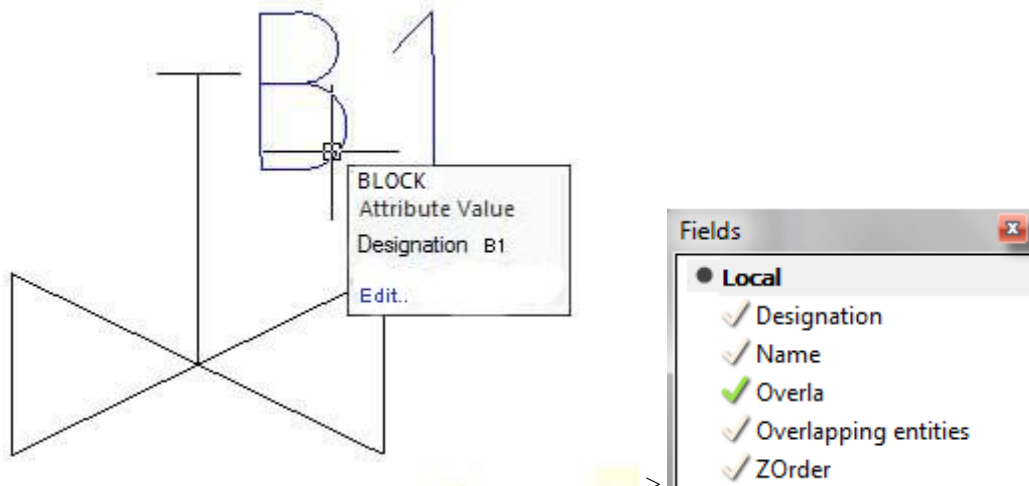 B1
BLOCK
Attribute Value
Designation B1
Edit..
>
Fields
Local
Designation
Name
Overla
Overlapping entities
ZOrder